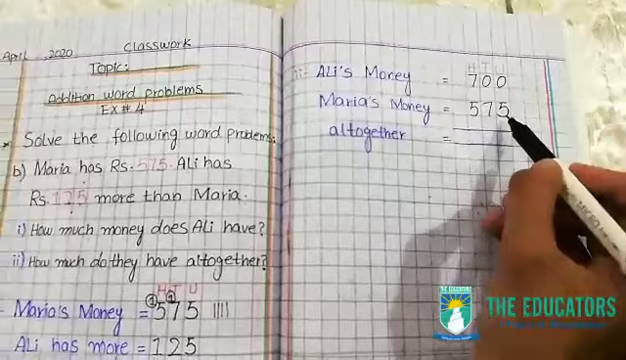 April , 2020 Classwork
Topic:
Addition word problems
EX # 4
Solve the following word problems:
b) Maria has Rs. 575. Ali has
Rs. 125 more than Maria.
i) How much money does Ali have?
ii) How much do they have altogether?
H T U
Maria's Money = 575
Ali has more = 125
H T U
ii- Ali's Money = 700
Maria's Money = 575
altogether =
THE EDUCATORS